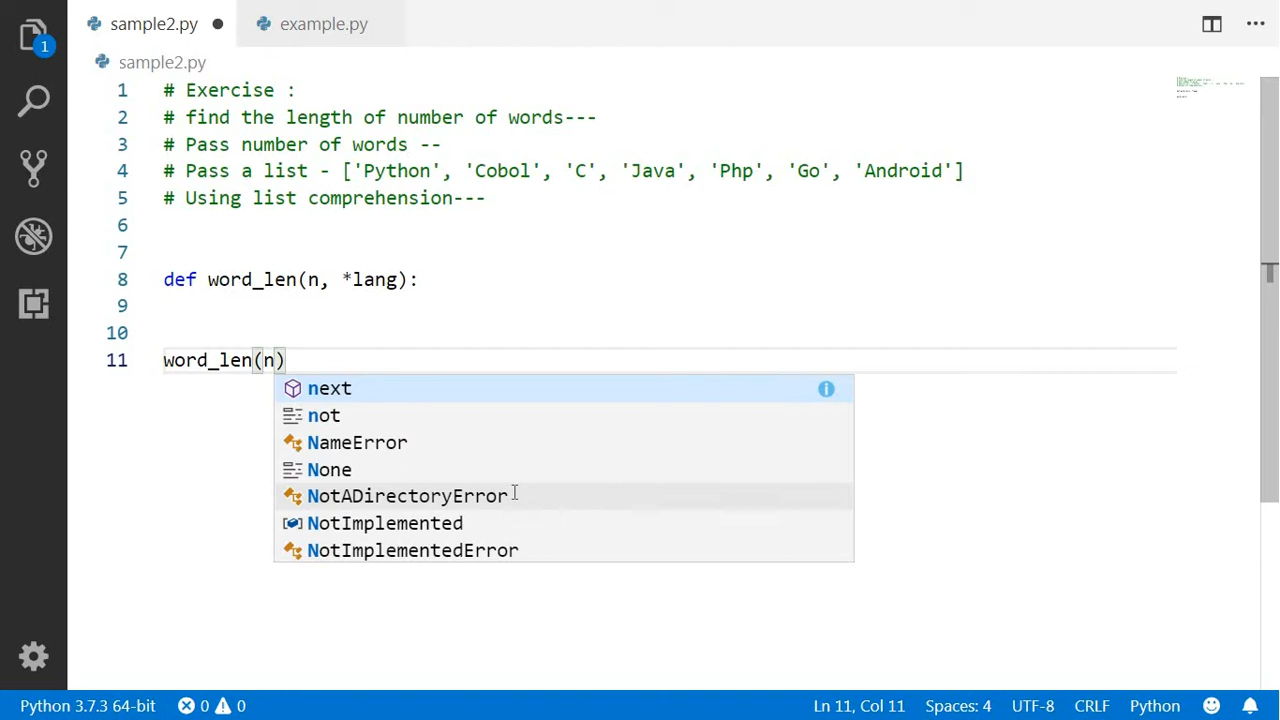 sample2.py
example.py
1
sample2.py
1 # Exercise :
2 # find the length of number of words---
3 # Pass number of words --
4 # Pass a list - ['Python', 'Cobol', 'C', 'Java', 'Php', 'Go', 'Android']
5 # Using list comprehension---
6
7
8 def word_len(n, *lang):
9
10
11 word_len(n)
next
not
NameError
None
NotADirectoryError
NotImplemented
NotImplementedError
Python 3.7.3 64-bit 0 0 Ln 11, Col 11 Spaces: 4 UTF-8 CRLF Python